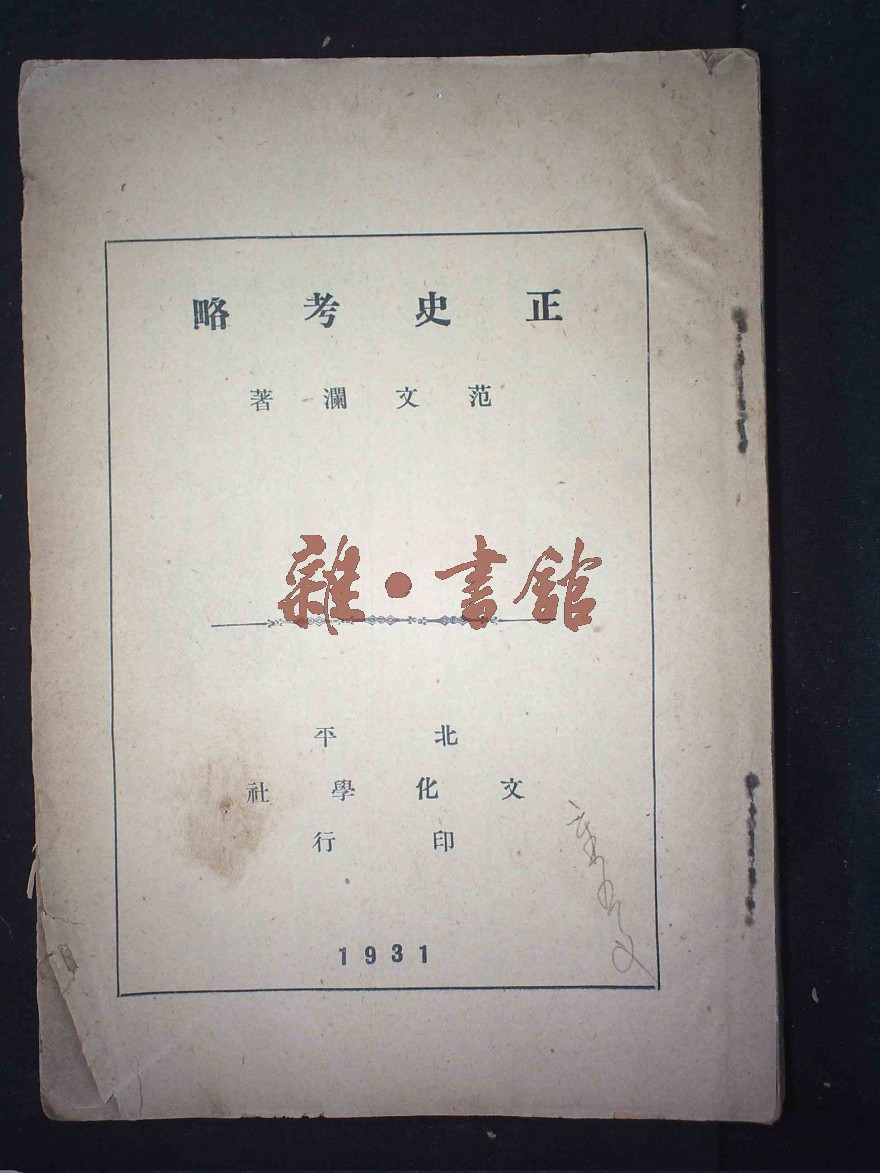 正史考略
范文瀾著
雜·書館
北平
文化學社
印行
1931